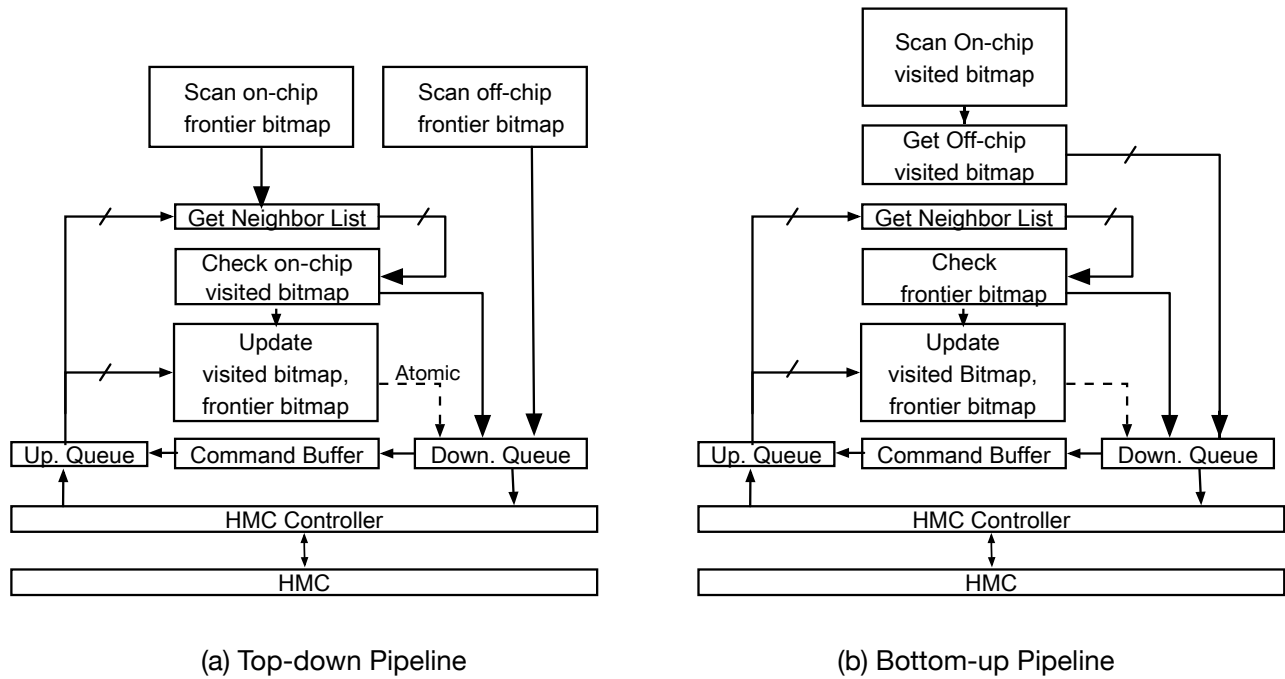 Scan on-chip
frontier bitmap
Scan off-chip
frontier bitmap
Get Neighbor List
Check on-chip
visited bitmap
Update
visited bitmap,
frontier bitmap
Atomic
Up. Queue
Command Buffer
Down. Queue
HMC Controller
HMC
(a) Top-down Pipeline
Scan On-chip
visited bitmap
Get Off-chip
visited bitmap
Get Neighbor List
Check
frontier bitmap
Update
visited Bitmap,
frontier bitmap
Up. Queue
Command Buffer
Down. Queue
HMC Controller
HMC
(b) Bottom-up Pipeline